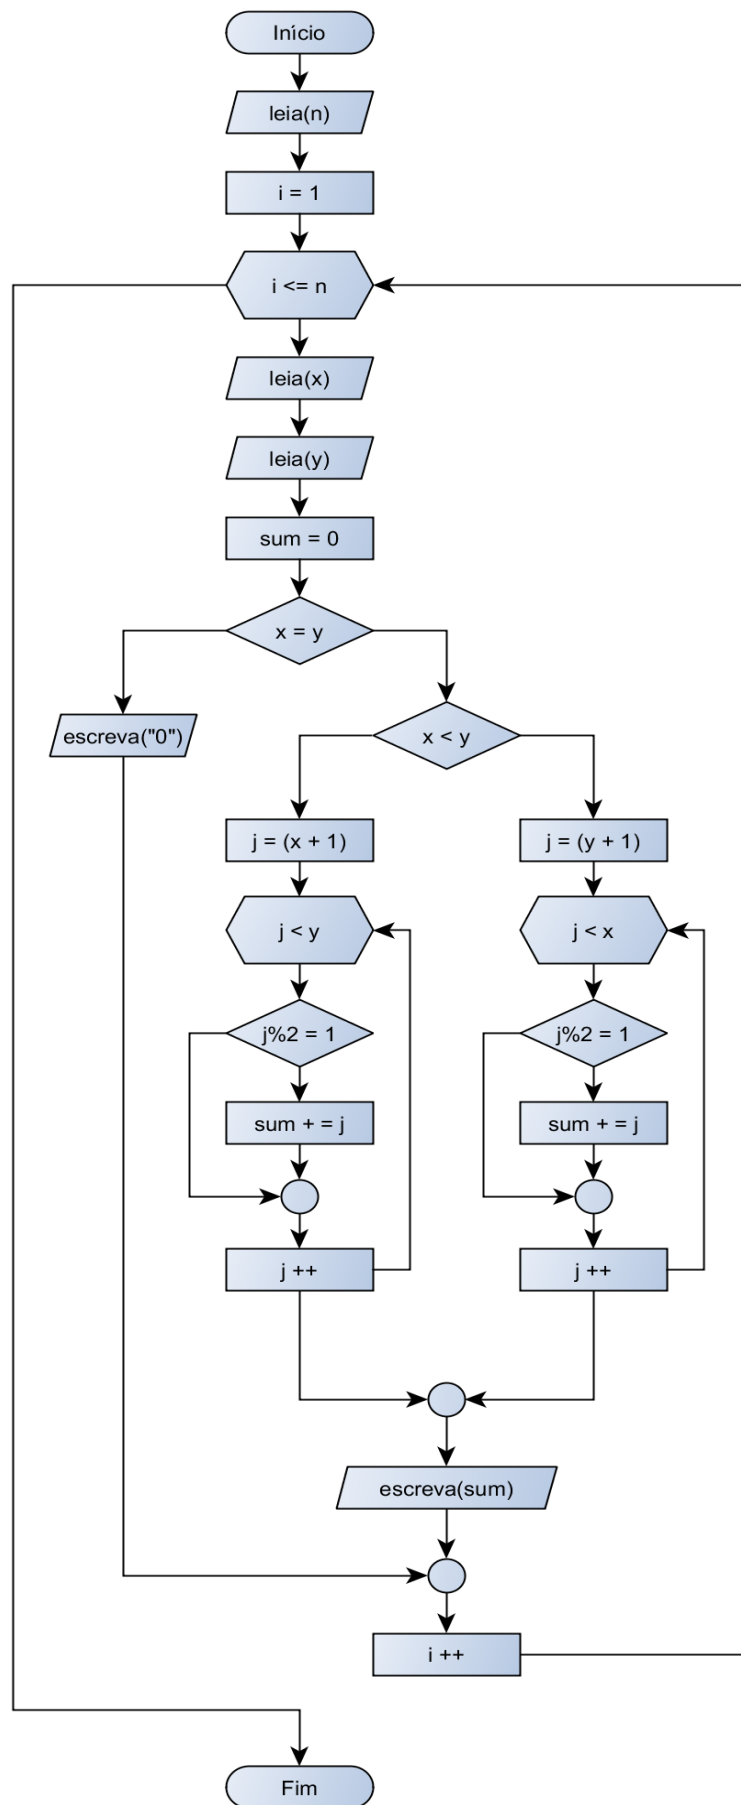 Início
leia(n)
i = 1
i <= n
leia(x)
leia(y)
sum = 0
x = y
escreva("0")
x < y
j = (x + 1)
j = (y + 1)
j < y
j < x
j%2 = 1
j%2 = 1
sum + = j
sum + = j
j ++
j ++
escreva(sum)
i ++
Fim